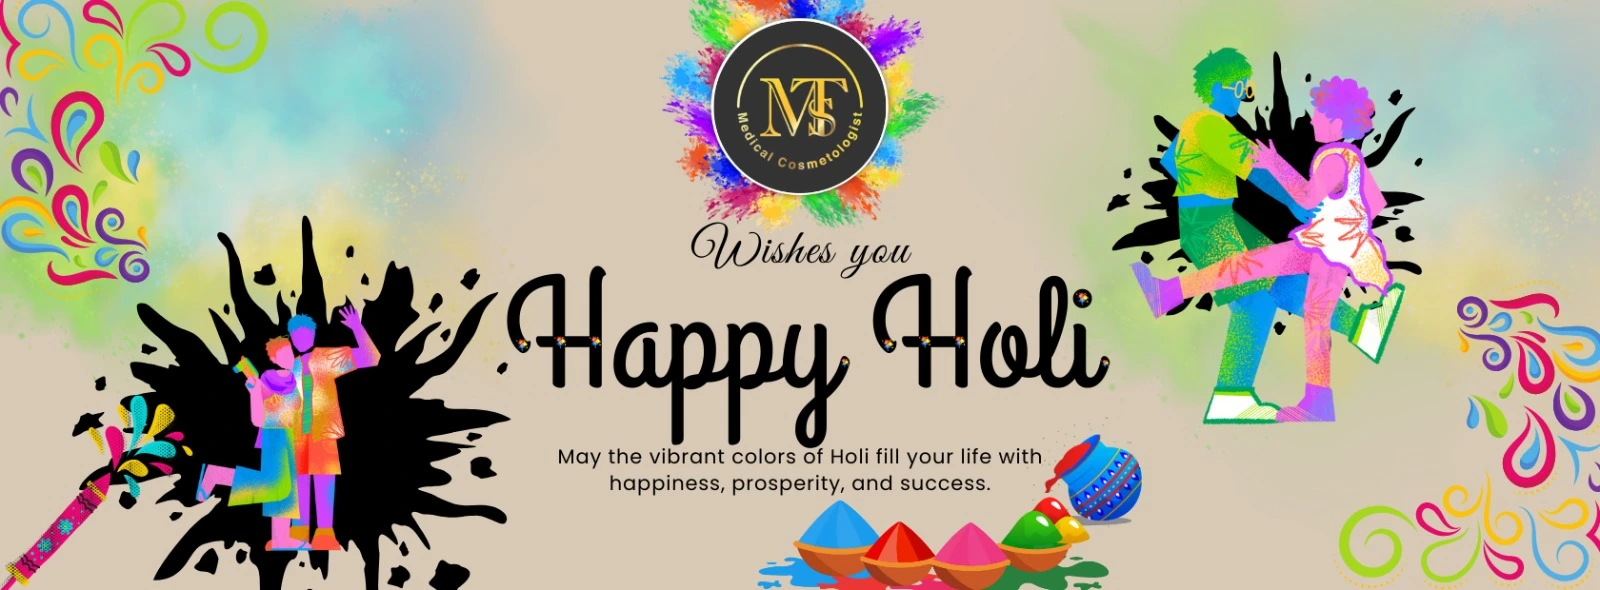 MTS
Medical Cosmetologist
Wishes you
Happy Holi
May the vibrant colors of Holi fill your life with
happiness, prosperity, and success.